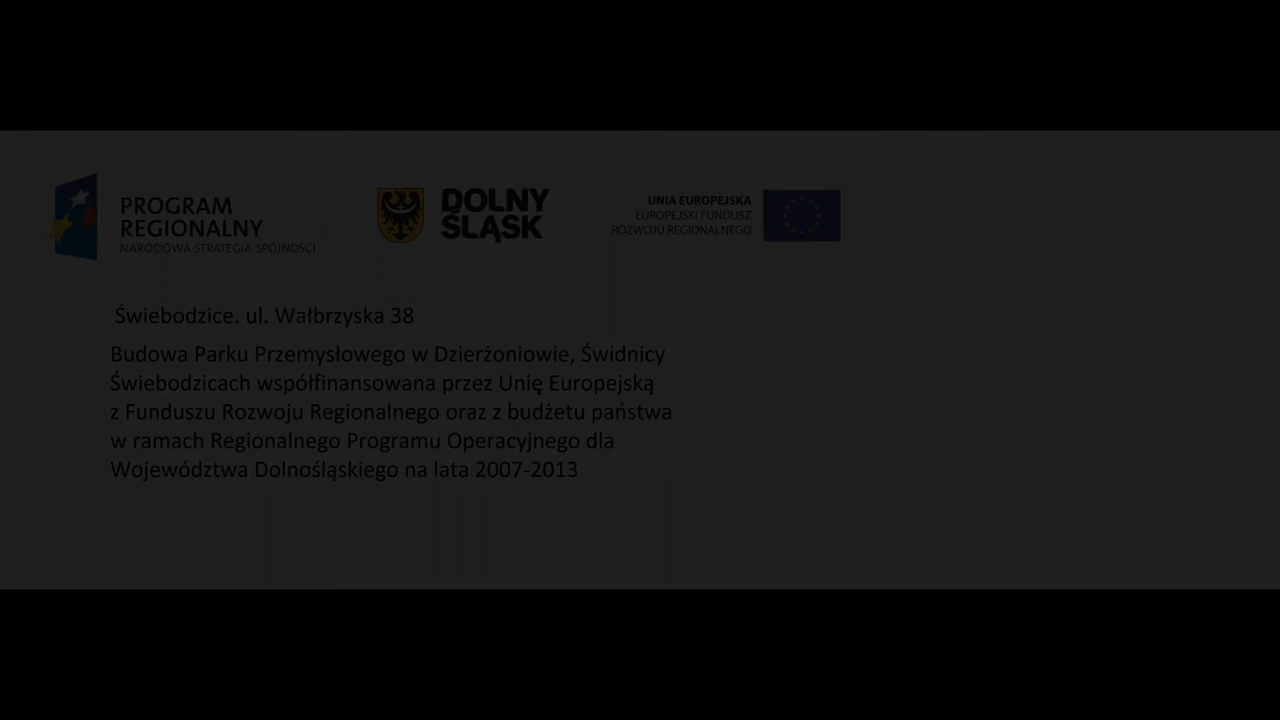 PROGRAM
REGIONALNY
NARODOWA STRATEGIA SPÓJNOŚCI
DOLNY
ŚLĄSK
UNIA EUROPEJSKA
EUROPEJSKI FUNDUSZ
ROZWOJU REGIONALNEGO
Świebodzice. ul. Wałbrzyska 38
Budowa Parku Przemysłowego w Dzierżoniowie, Świdnicy
Świebodzicach współfinansowana przez Unię Europejską
z Funduszu Rozwoju Regionalnego oraz z budżetu państwa
w ramach Regionalnego Programu Operacyjnego dla
Województwa Dolnośląskiego na lata 2007-2013